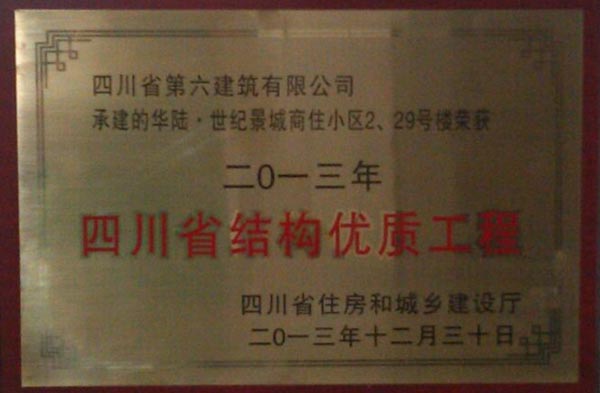 四川省第六建筑有限公司
承建的华陆·世纪景城商住小区2、29号楼荣获
二0一三年
四川省结构优质工程
四川省住房和城乡建设厅
二0一三年十二月三十日